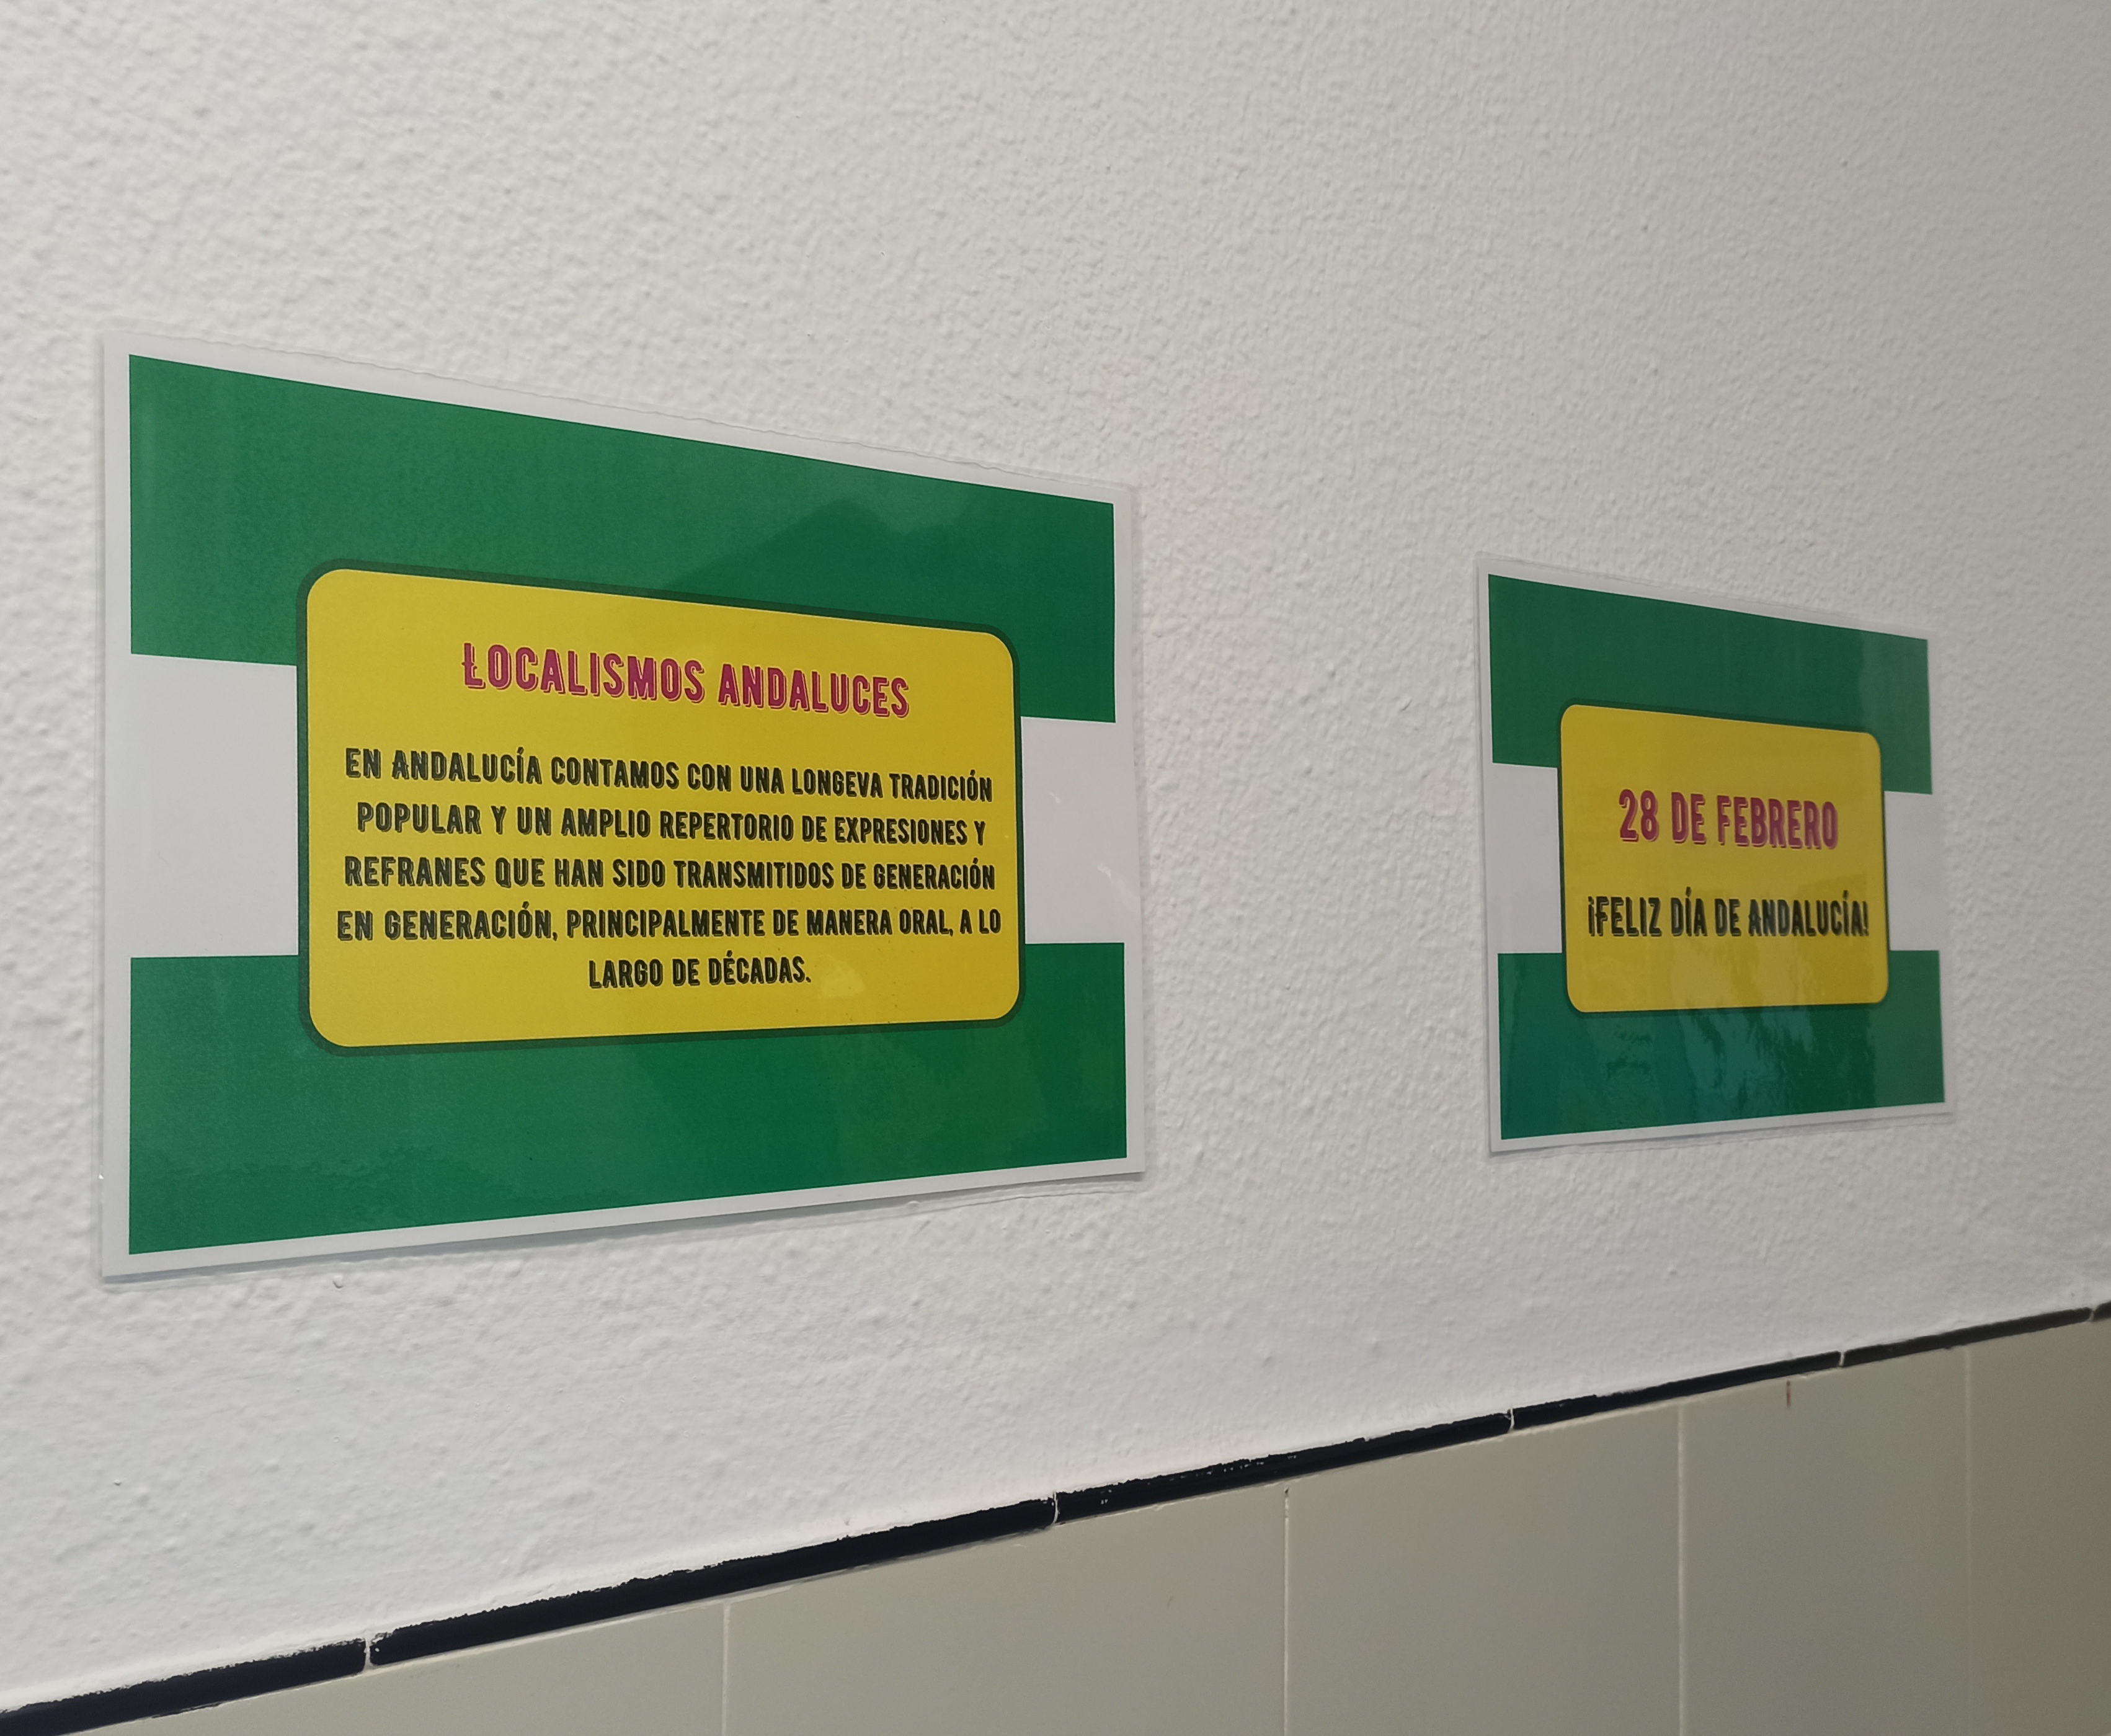 LOCALISMOS ANDALUCES
EN ANDALUCÍA CONTAMOS CON UNA LONGEVA TRADICIÓN
POPULAR Y UN AMPLIO REPERTORIO DE EXPRESIONES Y
REFRANES QUE HAN SIDO TRANSMITIDOS DE GENERACIÓN
EN GENERACIÓN, PRINCIPALMENTE DE MANERA ORAL, A LO
LARGO DE DÉCADAS.
28 DE FEBRERO
¡FELIZ DÍA DE ANDALUCÍA!